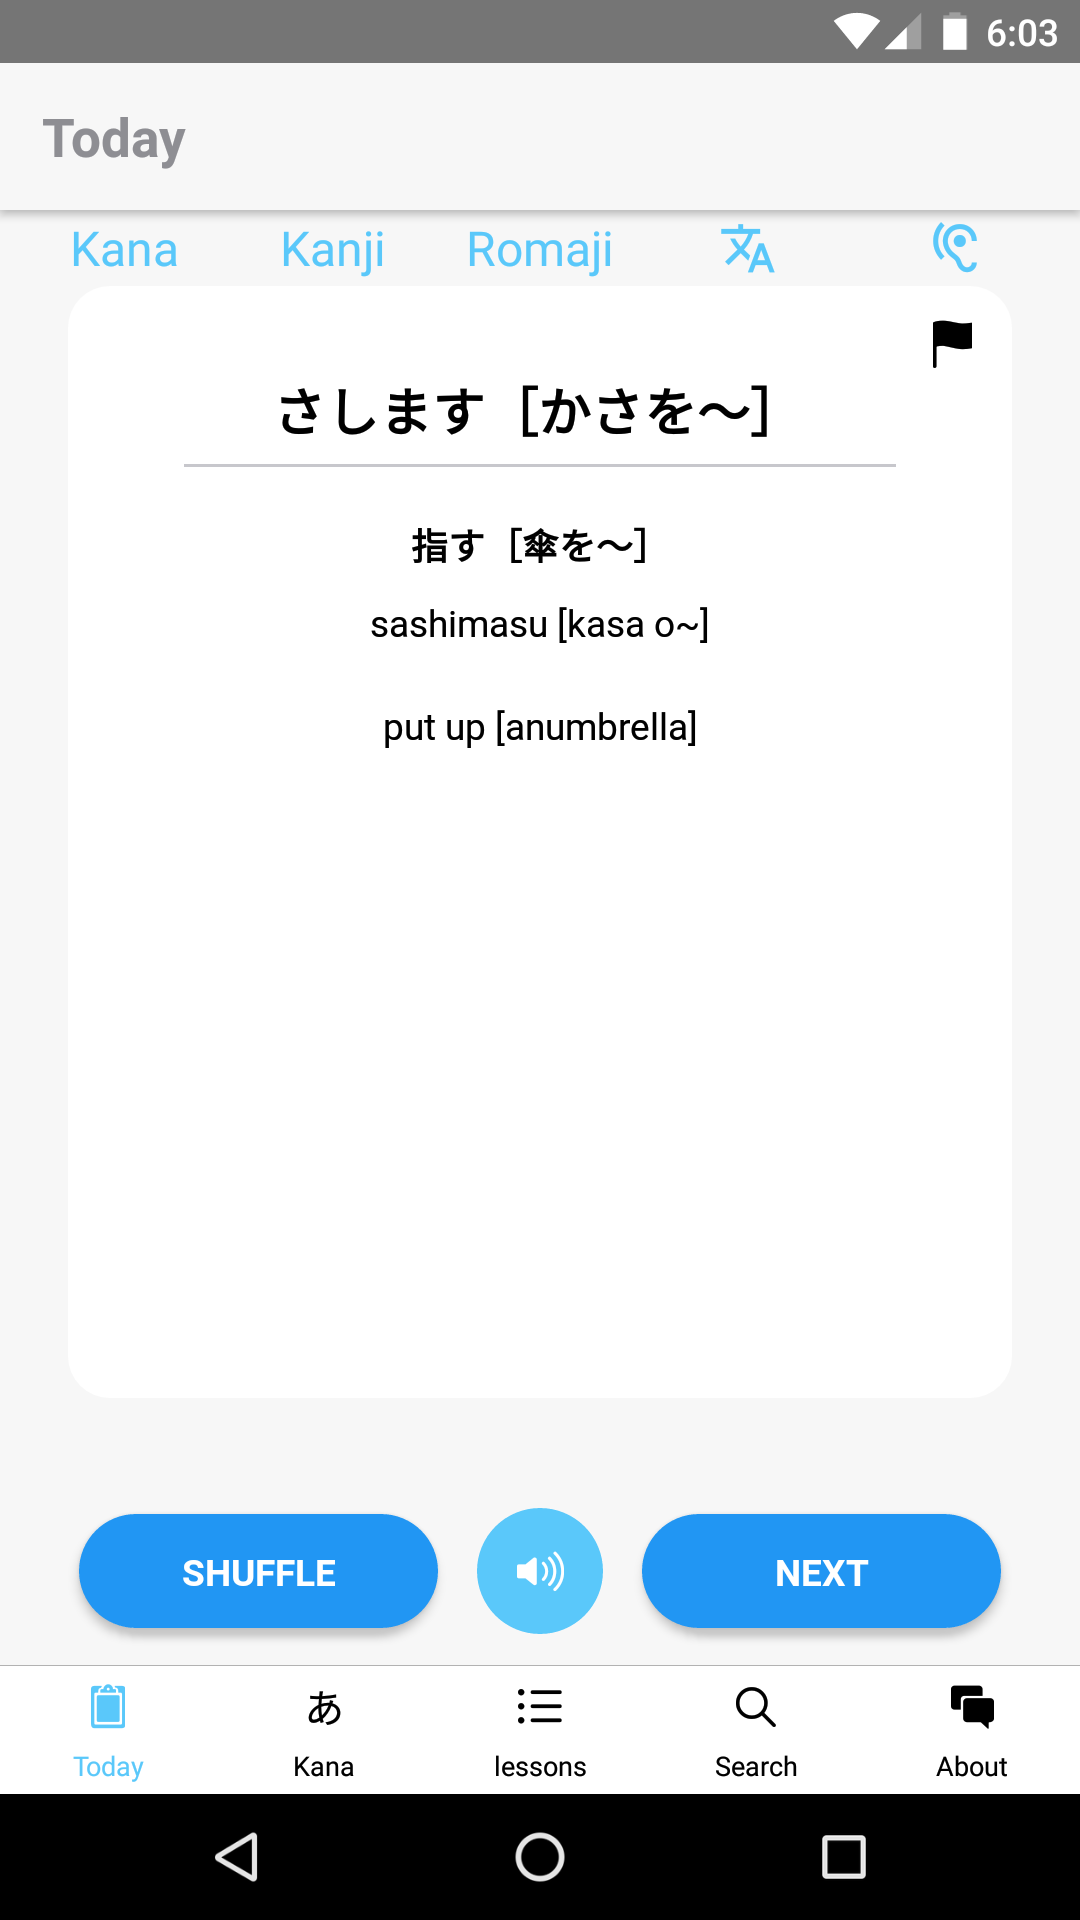 6:03
Today
Kana Kanji Romaji
さします［かさを～］
指す［傘を～］
sashimasu [kasa o~]
put up [anumbrella]
SHUFFLE NEXT
あ
Today Kana lessons Search About